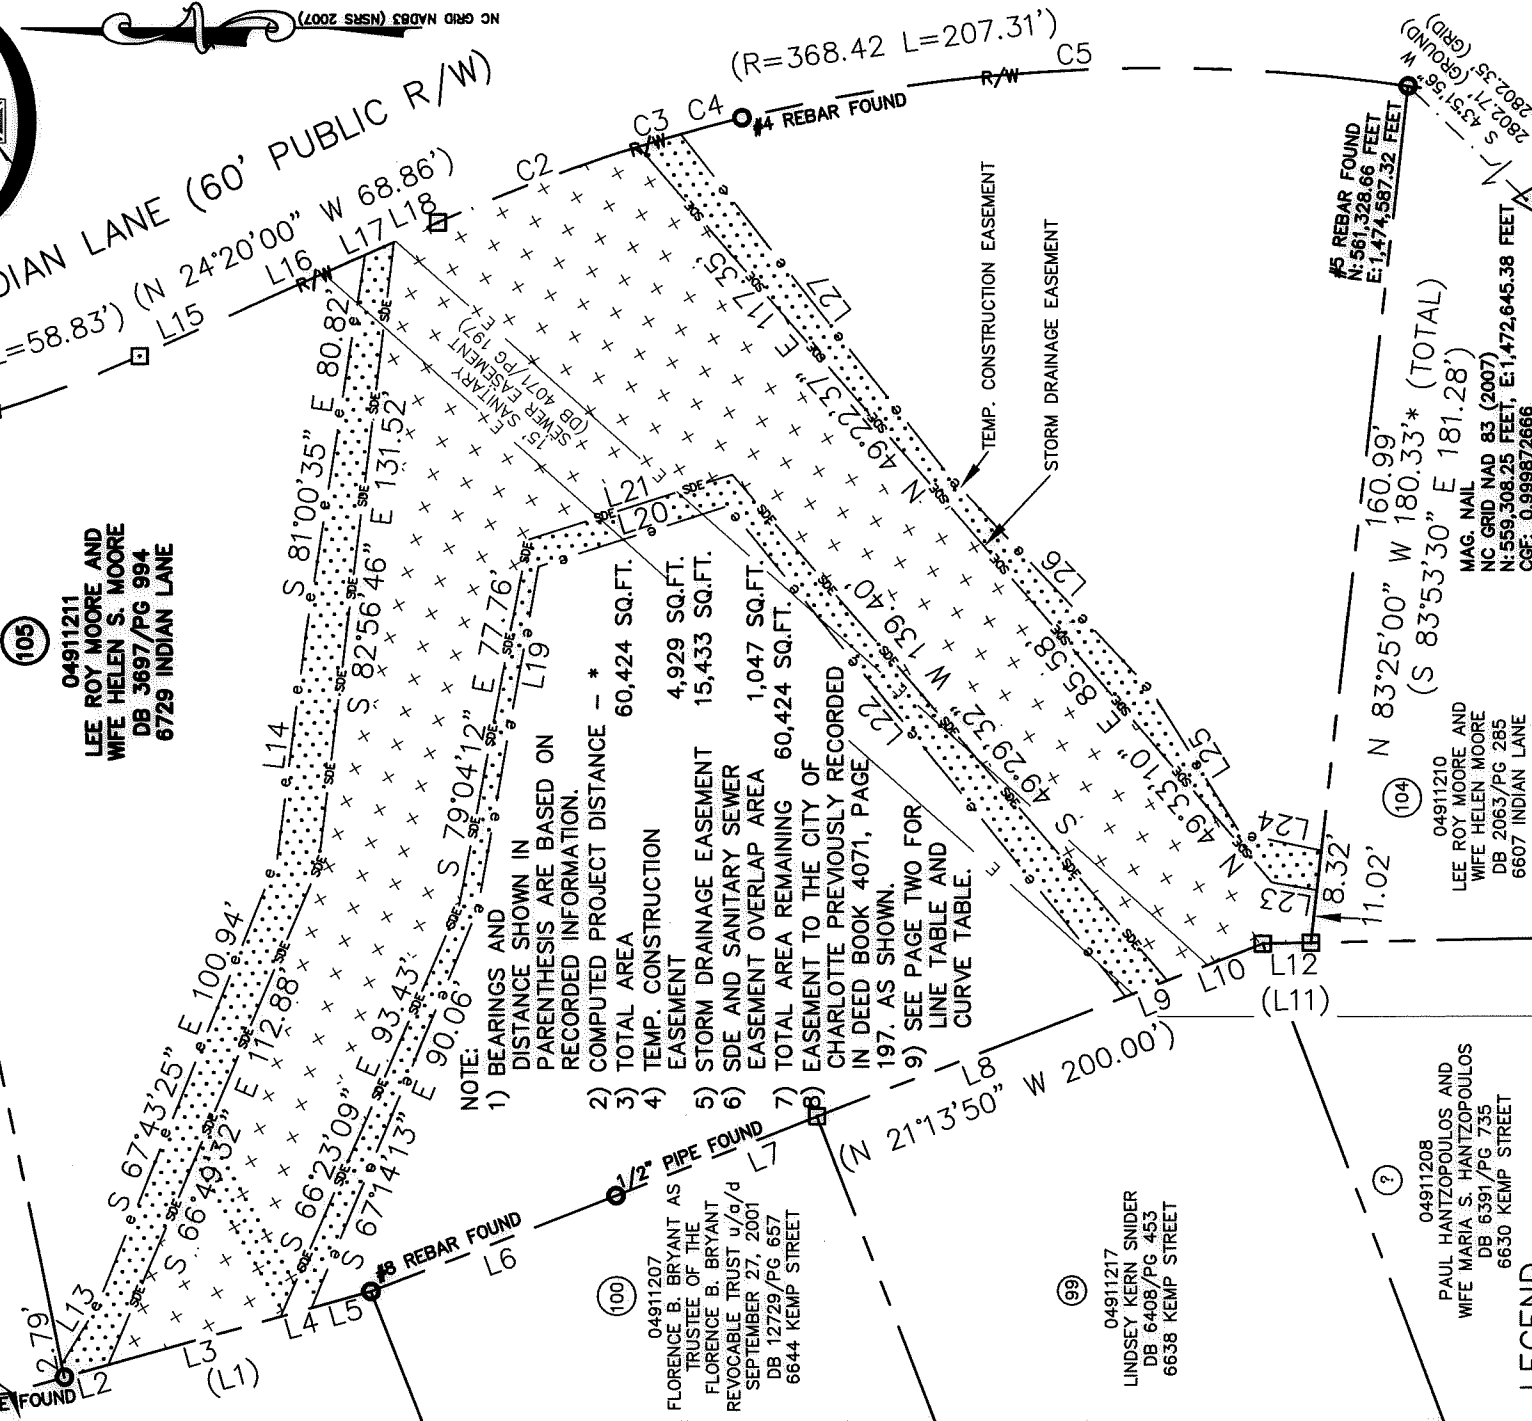 NC GRID NAD83 (NSRS 2007)
DIAN LANE (60' PUBLIC R/W)
L=58.83') (N 24°20'00" W 68.86')
L15
L16
L17
L18
R/W
C2
C3
R/W
C4
#4 REBAR FOUND
(R=368.42 L=207.31')
R/W
C5
S 43°51'56" W
2802.71' (GROUND)
2802.35' (GRID)
#5 REBAR FOUND
N: 561,328.66 FEET
E: 1,474,587.32 FEET
105
04911211
LEE ROY MOORE AND
WIFE HELEN S. MOORE
DB 3697/PG 994
6729 INDIAN LANE
L14
S 81°00'35" E 80.82'
S 82°56'46" E 131.52'
15' SANITARY
SEWER EASEMENT
(DB 4071/PG 197)
N 49°22'37" E 117.35'
L27
TEMP. CONSTRUCTION EASEMENT
STORM DRAINAGE EASEMENT
L21
L20
S 79°04'12" E 77.76'
L19
L22
S 49°29'32" W 139.40'
N 49°33'10" E 85.58'
L26
L25
L24
L23
8.32'
11.02'
N 83°25'00" W 160.99'
180.33'* (TOTAL)
(S 83°53'30" E 181.28')
MAG. NAIL
NC GRID NAD 83 (2007)
N: 559,308.25 FEET, E: 1,472,645.38 FEET
CGF: 0.999872666
104
04911210
LEE ROY MOORE AND
WIFE HELEN MOORE
DB 2063/PG 285
6607 INDIAN LANE
S 67°43'25" E 100.94'
S 66°49'32" E 112.88'
S 66°23'09" E 93.43'
S 67°14'13" E 90.06'
NOTE:
1) BEARINGS AND
DISTANCE SHOWN IN
PARENTHESIS ARE BASED ON
RECORDED INFORMATION.
2) COMPUTED PROJECT DISTANCE - *
3) TOTAL AREA 60,424 SQ.FT.
4) TEMP. CONSTRUCTION
EASEMENT 4,929 SQ.FT.
5) STORM DRAINAGE EASEMENT 15,433 SQ.FT.
6) SDE AND SANITARY SEWER
EASEMENT OVERLAP AREA 1,047 SQ.FT.
7) TOTAL AREA REMAINING 60,424 SQ.FT.
8) EASEMENT TO THE CITY OF
CHARLOTTE PREVIOUSLY RECORDED
IN DEED BOOK 4071, PAGE
197. AS SHOWN.
9) SEE PAGE TWO FOR
LINE TABLE AND
CURVE TABLE.
2.79'
E FOUND
L13
L2
L3
(L1)
L4
L5
#8 REBAR FOUND
L6
1/2" PIPE FOUND
L7
L8
L9
L10
L12
(L11)
(N 21°13'50" W 200.00')
100
04911207
FLORENCE B. BRYANT AS
TRUSTEE OF THE
FLORENCE B. BRYANT
REVOCABLE TRUST u/a/d
SEPTEMBER 27, 2001
DB 12729/PG 657
6644 KEMP STREET
99
04911217
LINDSEY KERN SNIDER
DB 6408/PG 453
6638 KEMP STREET
?
04911208
PAUL HANTZOPOULOS AND
WIFE MARIA S. HANTZOPOULOS
DB 6391/PG 735
6630 KEMP STREET
LEGEND